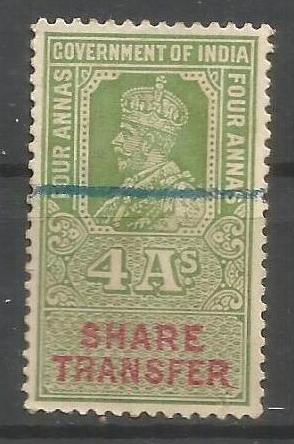 GOVERNMENT OF INDIA
FOUR ANNAS
FOUR ANNAS
4 As
SHARE
TRANSFER